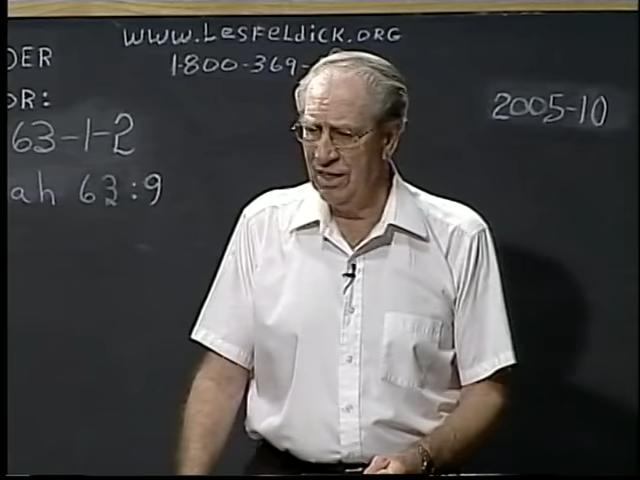 WWW.LESFELDICK.ORG
1-800-369-
DER
OR:
63-1-2
ah 63:9
2005-10